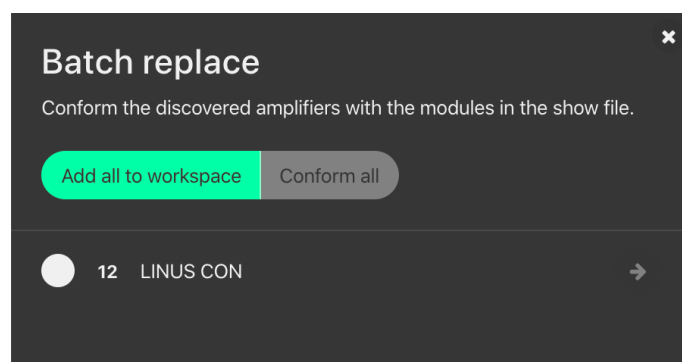 Batch replace
Conform the discovered amplifiers with the modules in the show file.
Add all to workspace Conform all
12 LINUS CON